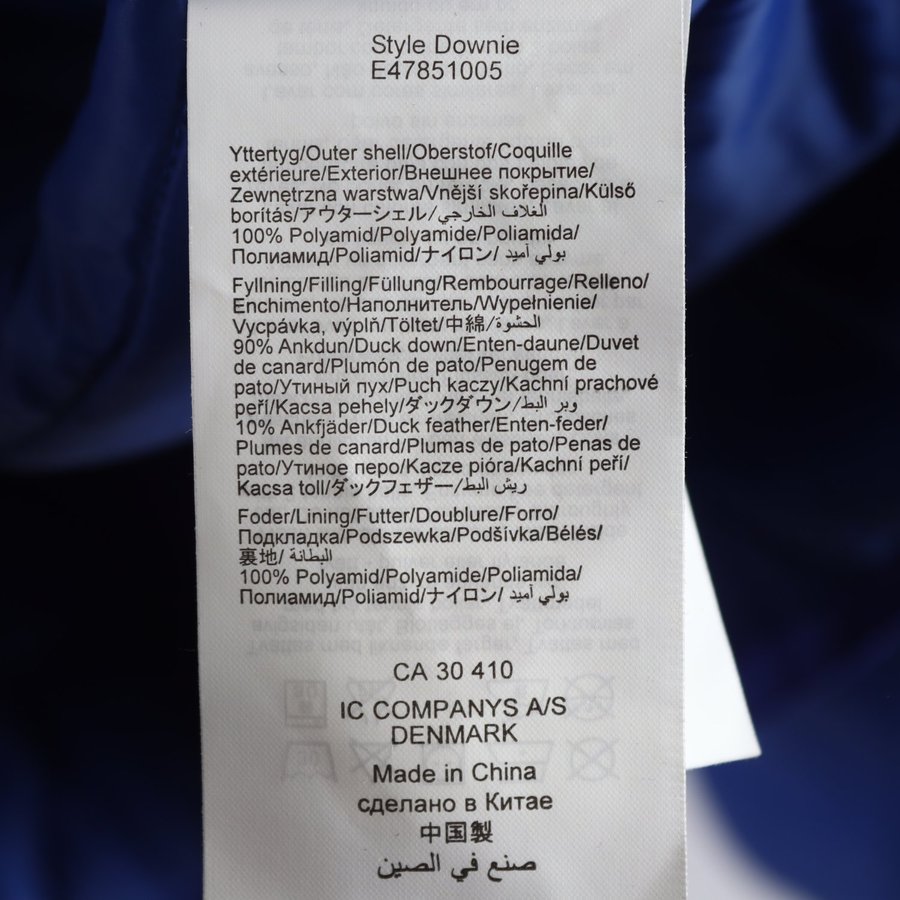 Style Downie
E47851005
Yttertyg/Outer shell/Oberstof/Coquille
extérieure/Exterior/Внешнее покрытие/
Zewnętrzna warstwa/Vnější skořepina/Külső
borítás/アウターシェル/الغلاف الخارجي
100% Polyamid/Polyamide/Poliamida/
Полиамид/Poliamid/ナイロン/ بولي أميد
Fyllning/Filling/Füllung/Rembourrage/Relleno/
Enchimento/Наполнитель/Wypełnienie/
Vycpávka, výplň/Töltet/中綿/الحشوة
90% Ankdun/Duck down/Enten-daune/Duvet
de canard/Plumón de pato/Penugem de
pato/Утиный пух/Puch kaczy/Kachní prachové
peří/Kacsa pehely/ダックダウン/وبر البط
10% Ankfjäder/Duck feather/Enten-feder/
Plumes de canard/Plumas de pato/Penas de
pato/Утиное перо/Kacze pióra/Kachní peří/
Kacsa toll/ダックフェザー/ريش البط
Foder/Lining/Futter/Doublure/Forro/
Подкладка/Podszewka/Podšívka/Bélés/
裏地/ البطانة
100% Polyamid/Polyamide/Poliamida/
Полиамид/Poliamid/ナイロン/ بولي أميد
CA 30 410
IC COMPANYS A/S
DENMARK
Made in China
сделано в Китае
中国製
صنع في الصين